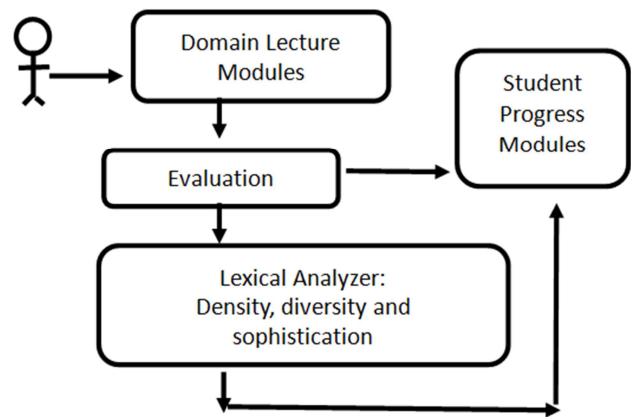 Domain Lecture
Modules
Student
Progress
Modules
Evaluation
Lexical Analyzer:
Density, diversity and
sophistication